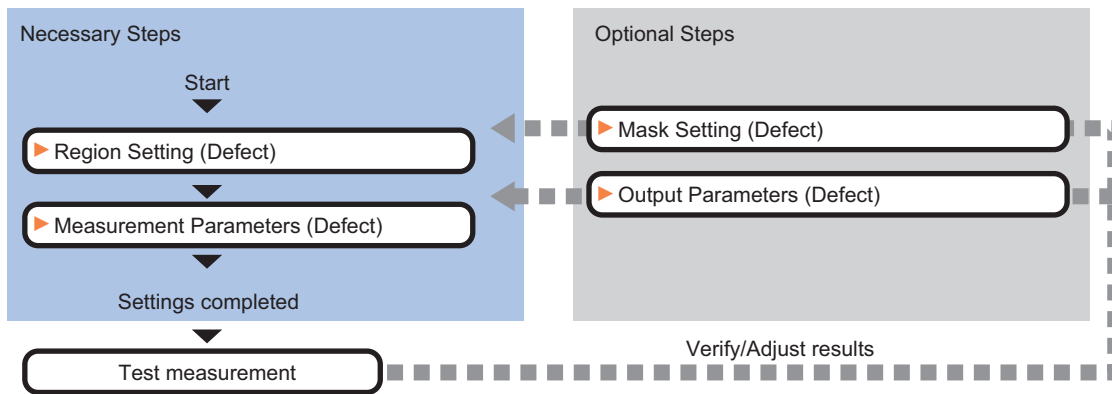 Necessary Steps
Start
Region Setting (Defect)
Measurement Parameters (Defect)
Settings completed
Test measurement
Optional Steps
Mask Setting (Defect)
Output Parameters (Defect)
Verify/Adjust results